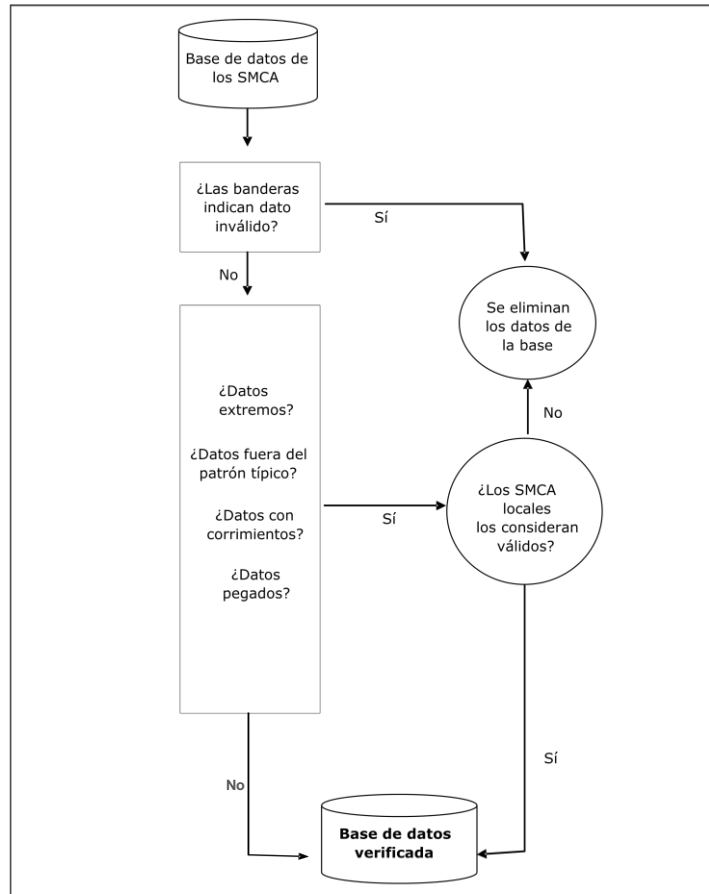 Base de datos de
los SMCA
¿Las banderas
indican dato
inválido?
Sí
No
Se eliminan
los datos de
la base
¿Datos
extremos?
No
¿Datos fuera del
patrón típico?
¿Los SMCA
locales
los consideran
válidos?
Sí
¿Datos con
corrimientos?
¿Datos
pegados?
Sí
No
Base de datos
verificada